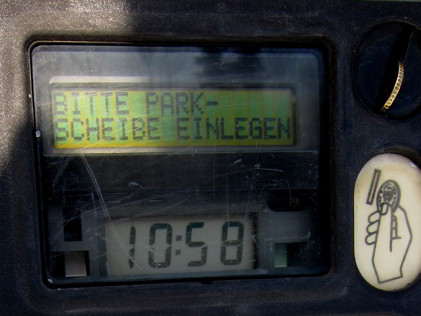 BITTE PARK-
SCHEIBE EINLEGEN
10:58